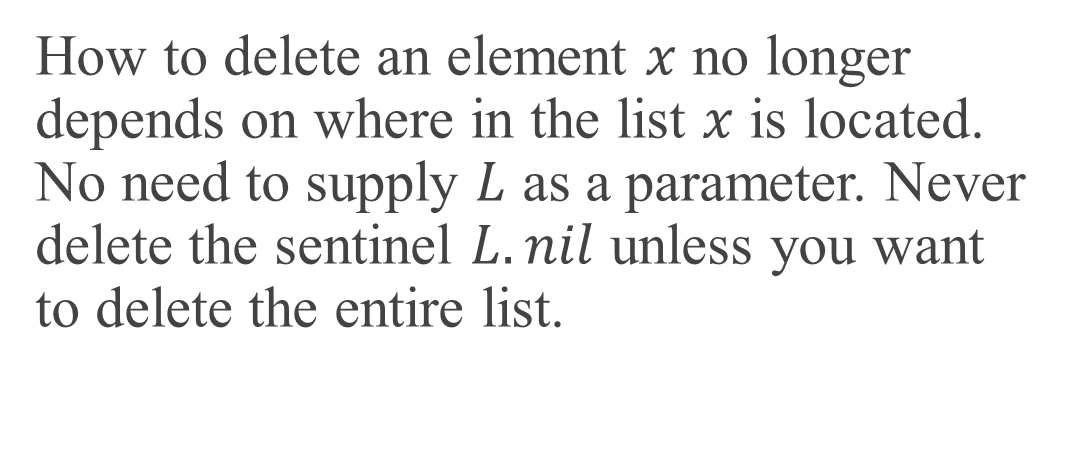 How to delete an element x no longer
depends on where in the list x is located.
No need to supply L as a parameter. Never
delete the sentinel L.nil unless you want
to delete the entire list.